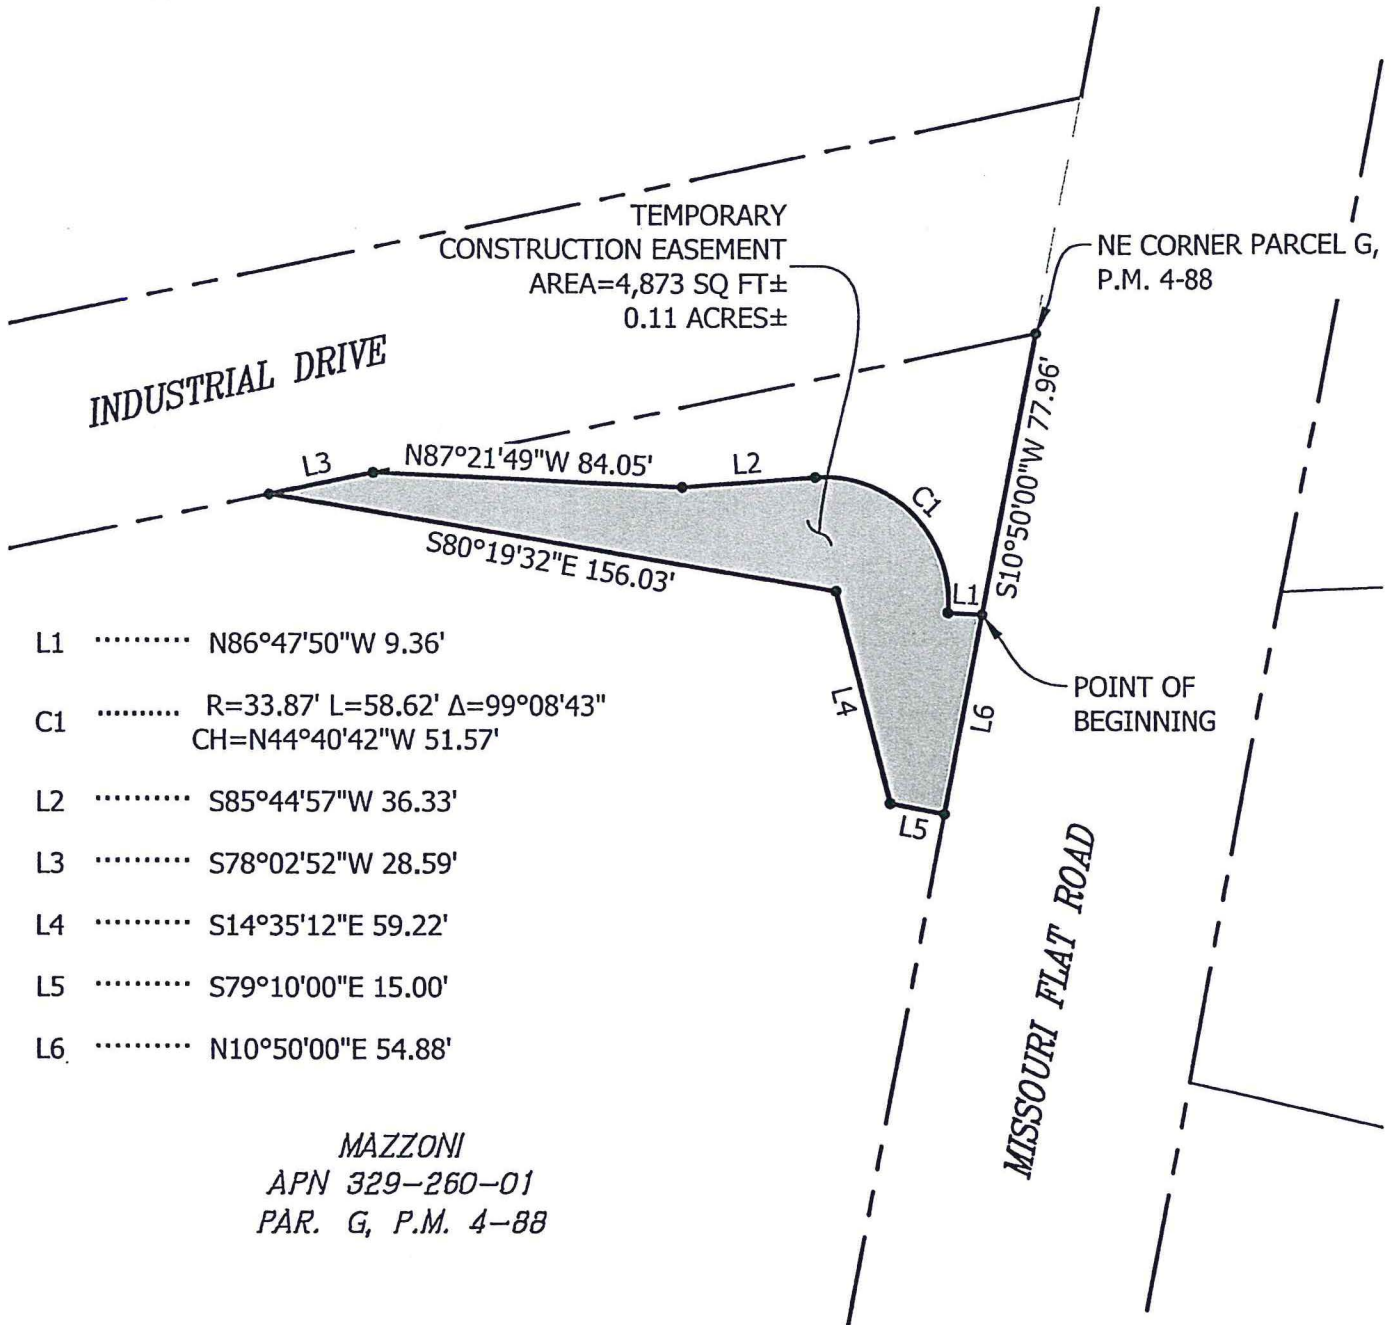 TEMPORARY
CONSTRUCTION EASEMENT
AREA=4,873 SQ FT±
0.11 ACRES±
NE CORNER PARCEL G,
P.M. 4-88
INDUSTRIAL DRIVE
L3
N87°21'49"W 84.05'
L2
C1
S10°50'00"W 77.96'
S80°19'32"E 156.03'
L1
L4
L6
L5
POINT OF
BEGINNING
MISSOURI FLAT ROAD
L1 .......... N86°47'50"W 9.36'
C1 .......... R=33.87' L=58.62' Δ=99°08'43"
CH=N44°40'42"W 51.57'
L2 .......... S85°44'57"W 36.33'
L3 .......... S78°02'52"W 28.59'
L4 .......... S14°35'12"E 59.22'
L5 .......... S79°10'00"E 15.00'
L6 .......... N10°50'00"E 54.88'
MAZZONI
APN 329-260-01
PAR. G, P.M. 4-88